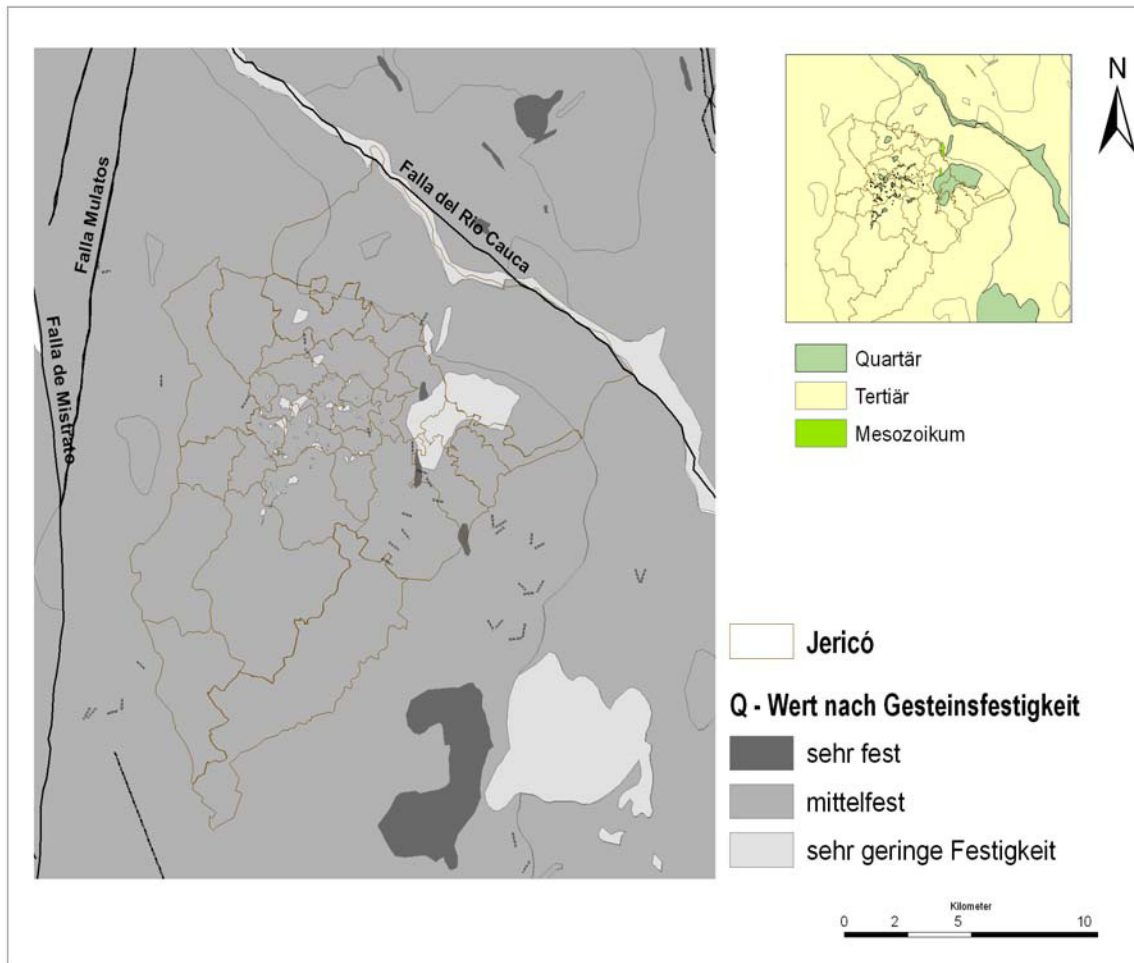 Falla Mulatos
Falla de Mistrato
Falla del Rio Cauca
N
Quartär
Tertiär
Mesozoikum
Jericó
Q - Wert nach Gesteinsfestigkeit
sehr fest
mittelfest
sehr geringe Festigkeit
Kilometer
0 2 5 10